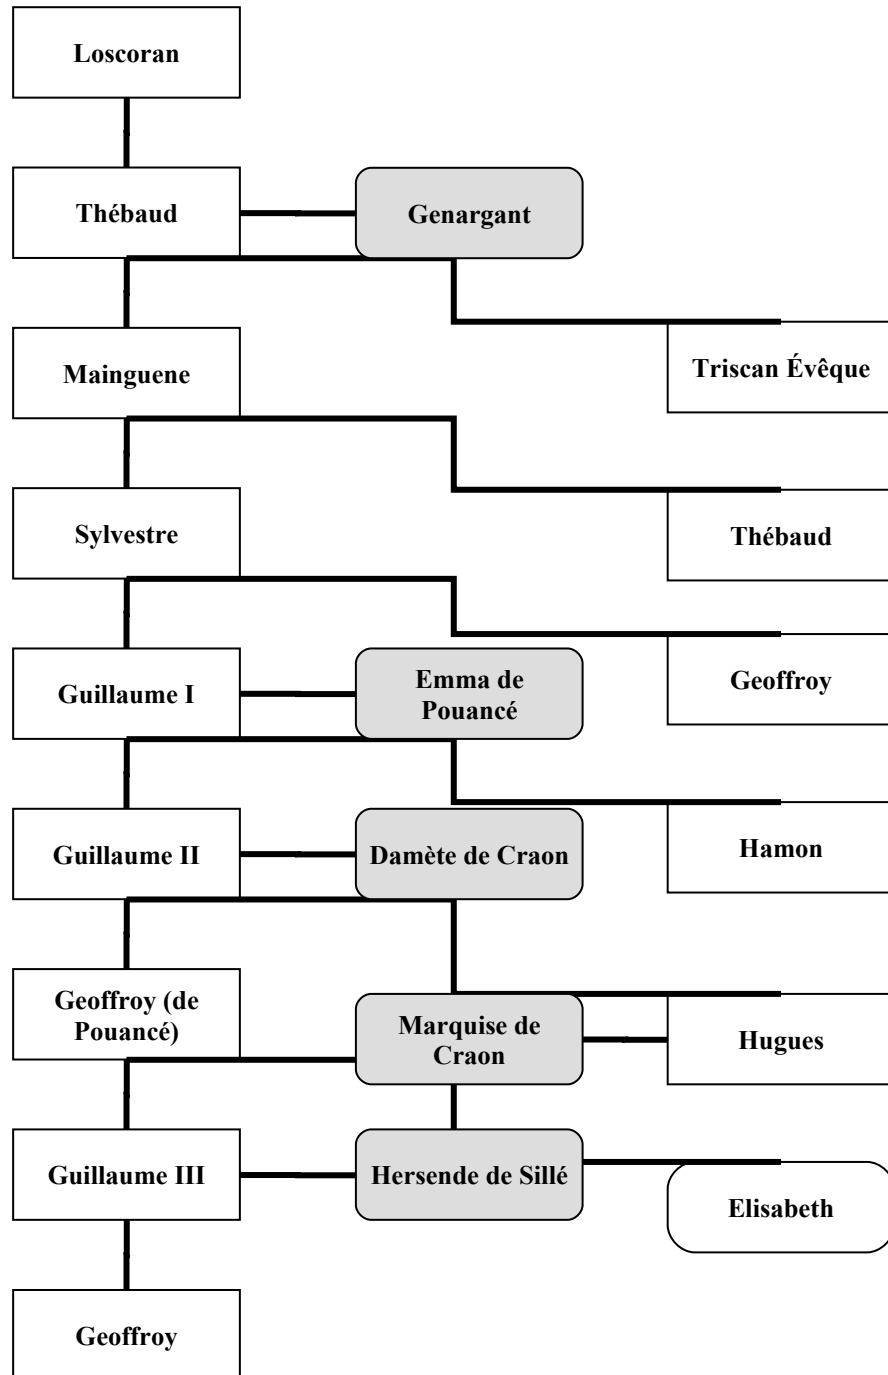 Loscoran
Thébaud
Genargant
Mainguene
Triscan Évêque
Sylvestre
Thébaud
Guillaume I
Emma de
Pouancé
Geoffroy
Guillaume II
Damète de Craon
Hamon
Geoffroy (de
Pouancé)
Marquise de
Craon
Hugues
Guillaume III
Hersende de Sillé
Elisabeth
Geoffroy